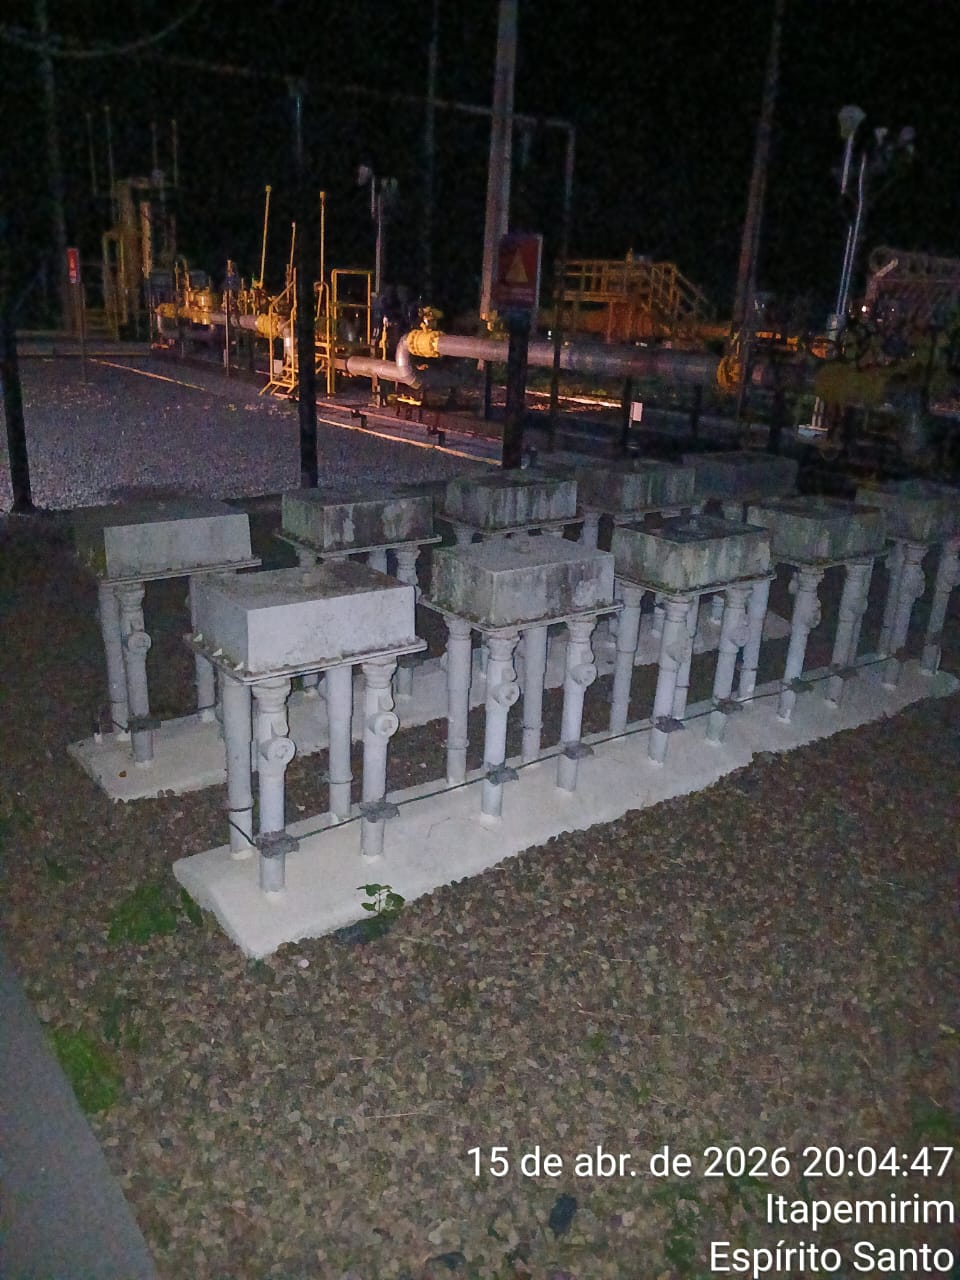 15 de abr. de 2026 20:04:47
Itapemirim
Espírito Santo